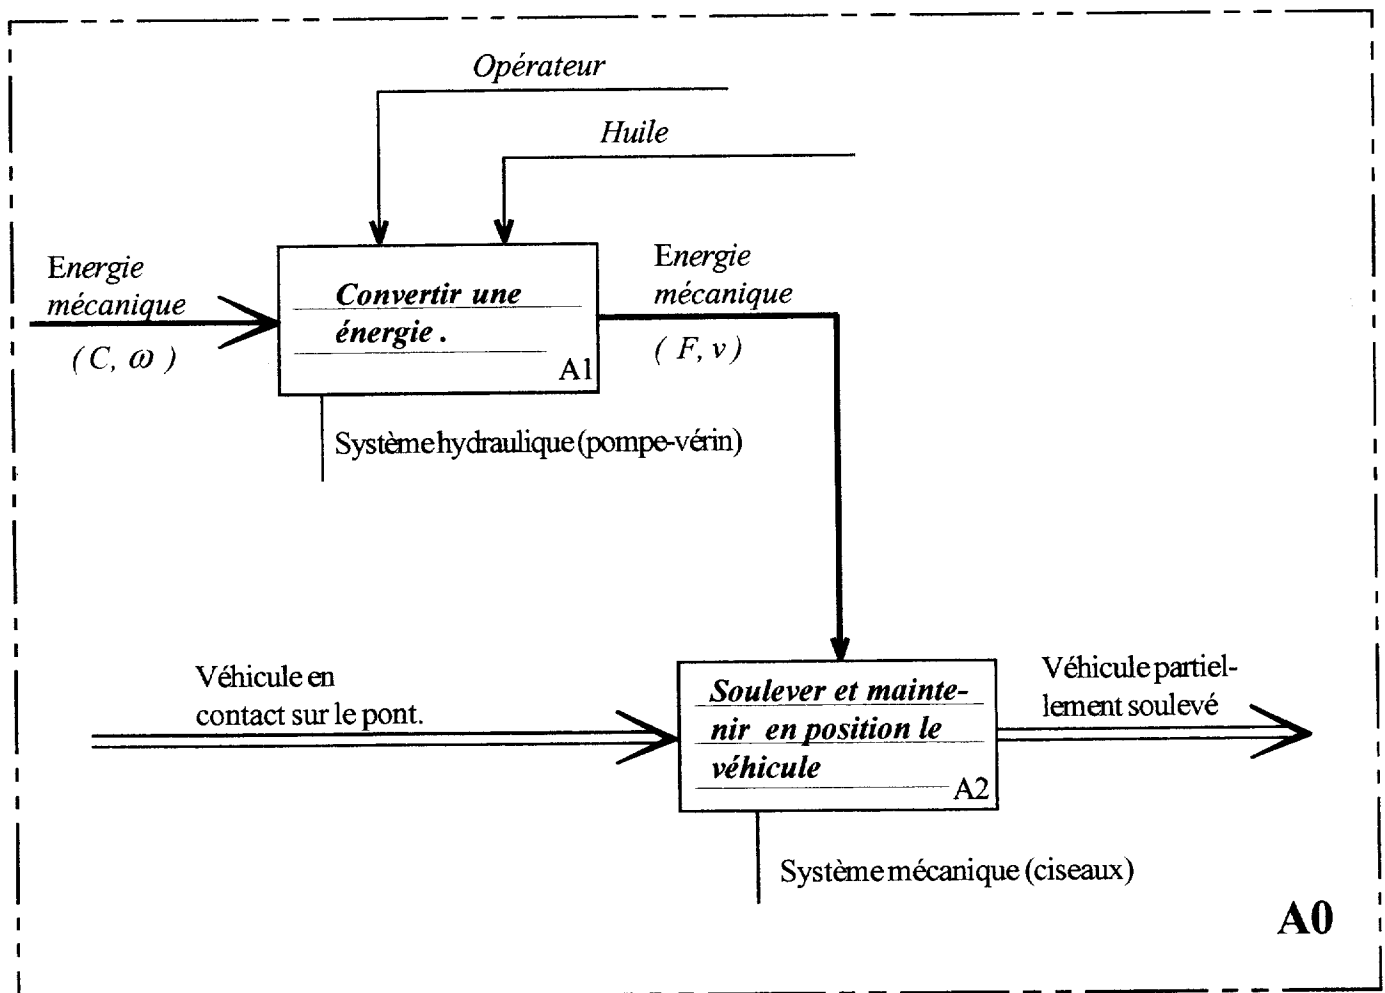 Opérateur
Huile
Energie
mécanique
( C, ω )
Convertir une
énergie .
A1
Energie
mécanique
( F, v )
Système hydraulique (pompe-vérin)
Véhicule en
contact sur le pont.
Soulever et mainte-
nir en position le
véhicule
A2
Véhicule partiel-
lement soulevé
Système mécanique (ciseaux)
A0